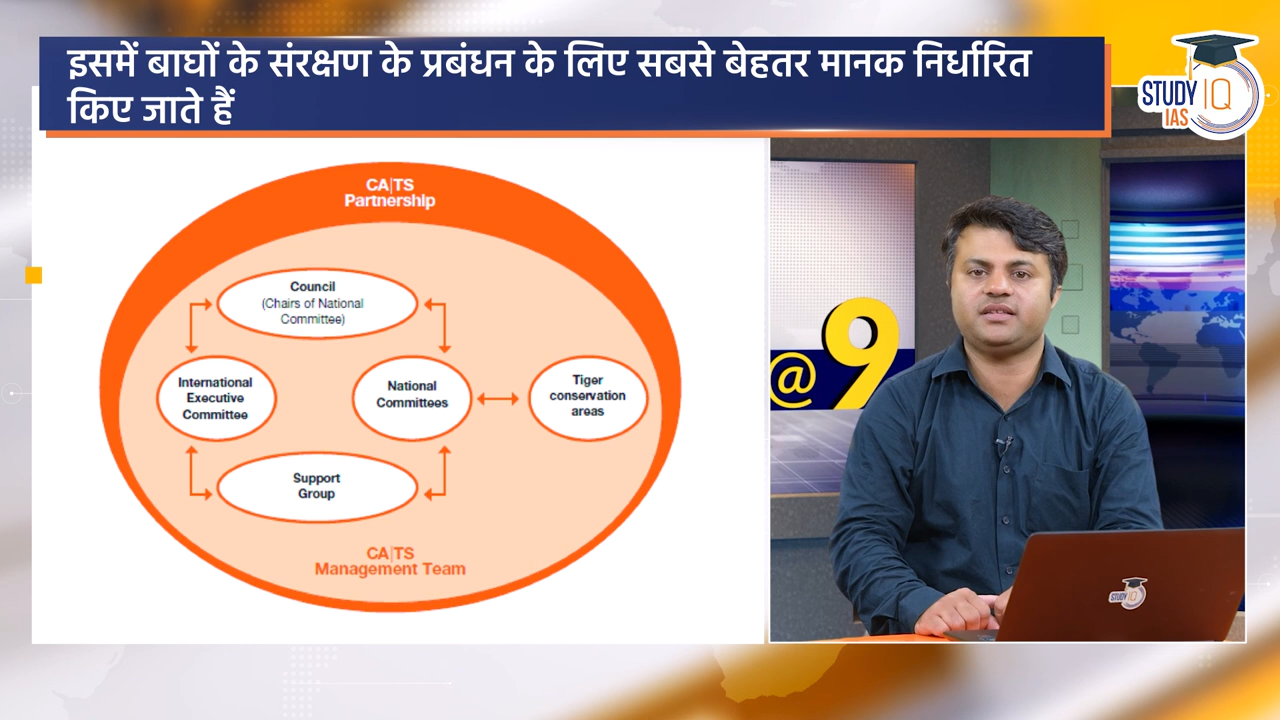 इसमें बाघों के संरक्षण के प्रबंधन के लिए सबसे बेहतर मानक निर्धारित
किए जाते हैं
STUDY IQ
IAS
CA|TS
Partnership
Council
(Chairs of National
Committee)
International
Executive
Committee
National
Committees
Tiger
conservation
areas
Support
Group
CA|TS
Management Team
@9
STUDY IQ